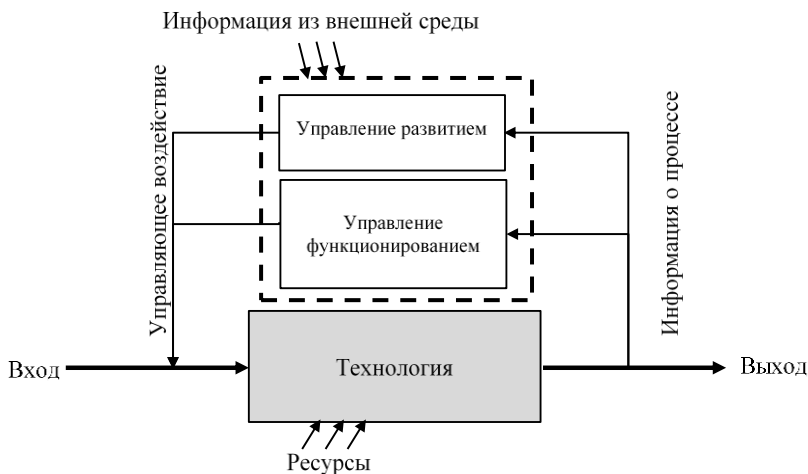 Информация из внешней среды
Управляющее воздействие
Управление развитием
Управление
функционированием
Информация о процессе
Вход
Технология
Выход
Ресурсы